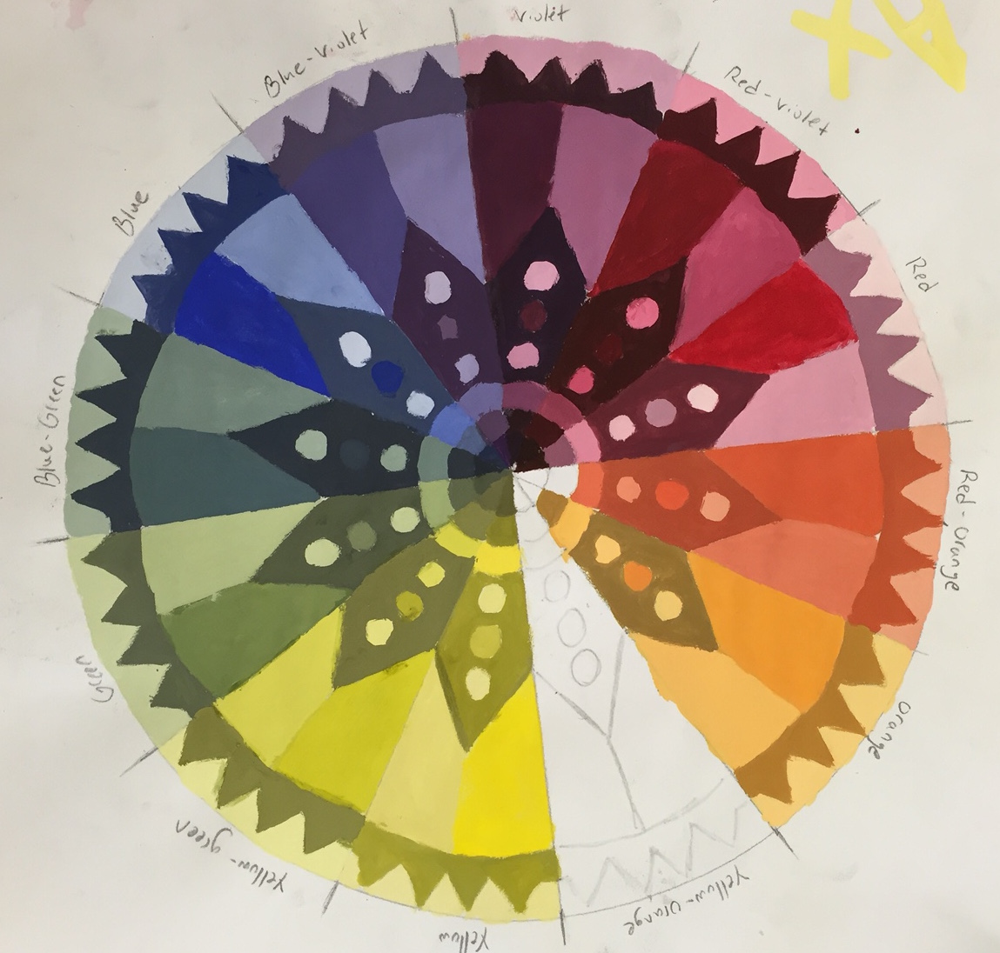 violet
Red-violet
Red
Red-Orange
orange
Yellow-orange
Yellow
Yellow-green
Green
Blue-Green
Blue
Blue-violet